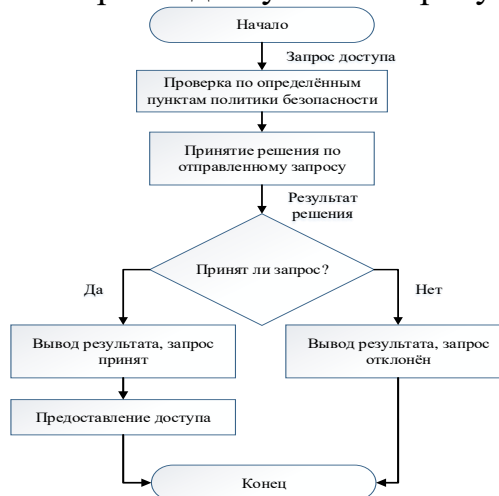 Начало
Запрос доступа
Проверка по определённым
пунктам политики безопасности
Принятие решения по
отправленному запросу
Результат
решения
Принят ли запрос?
Да
Нет
Вывод результата, запрос
принят
Вывод результата, запрос
отклонён
Предоставление доступа
Конец